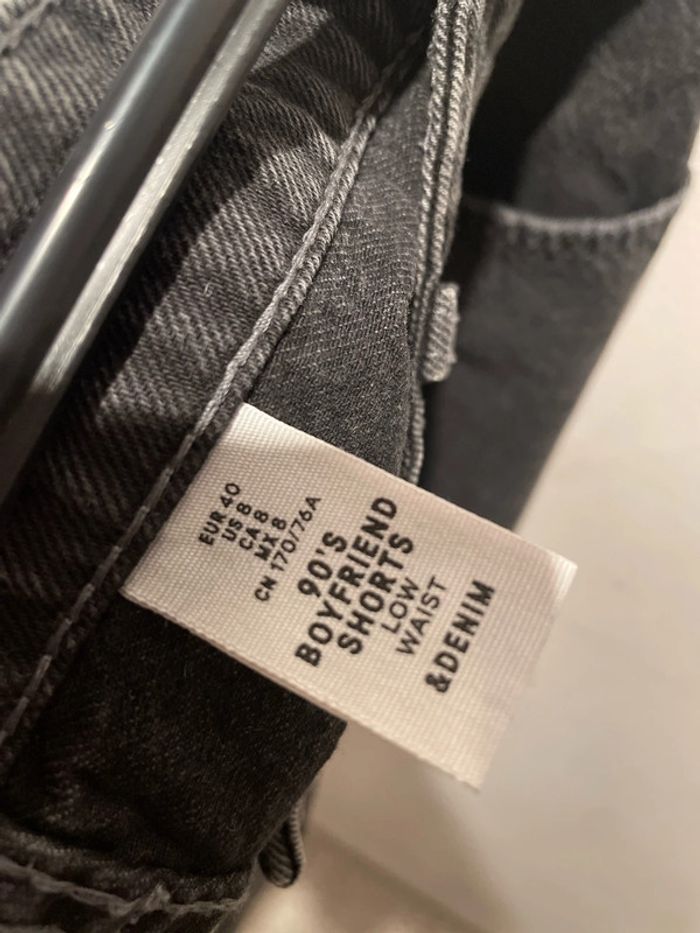 EUR 40
US 8
CA 8
MX 8
CN 170/76A
90'S
BOYFRIEND
SHORTS
LOW
WAIST
&DENIM